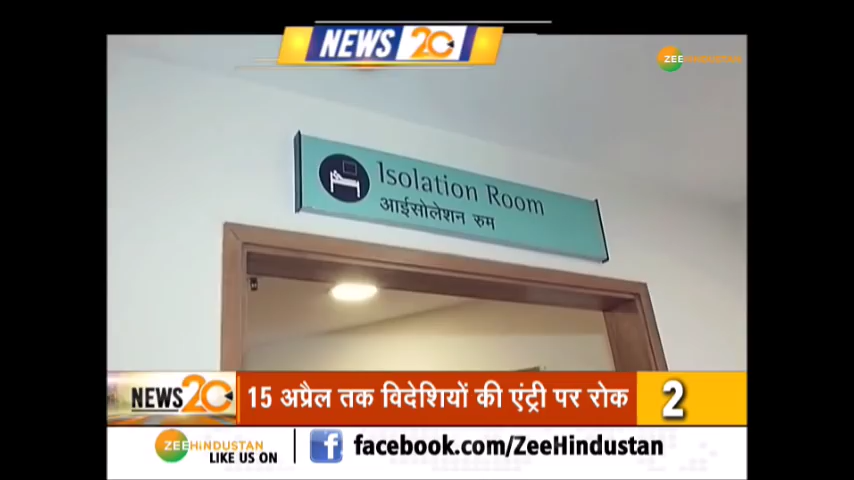 NEWS 20
ZEE HINDUSTAN
Isolation Room
आईसोलेशन रुम
NEWS 20
15 अप्रैल तक विदेशियों की एंट्री पर रोक
2
ZEE HINDUSTAN
LIKE US ON
f
facebook.com/ZeeHindustan